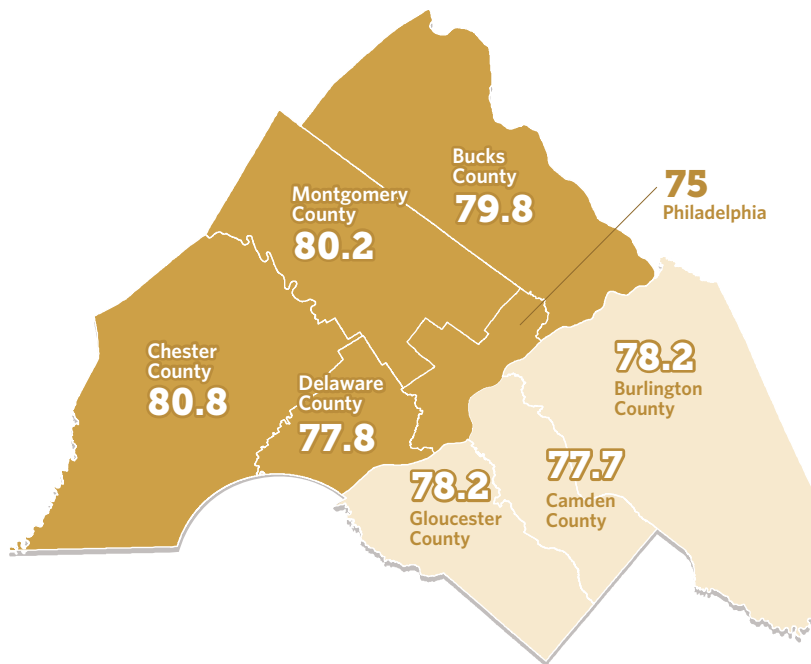 Bucks
County
79.8
75
Philadelphia
Montgomery
County
80.2
Chester
County
80.8
Delaware
County
77.8
78.2
Burlington
County
77.7
Camden
County
78.2
Gloucester
County